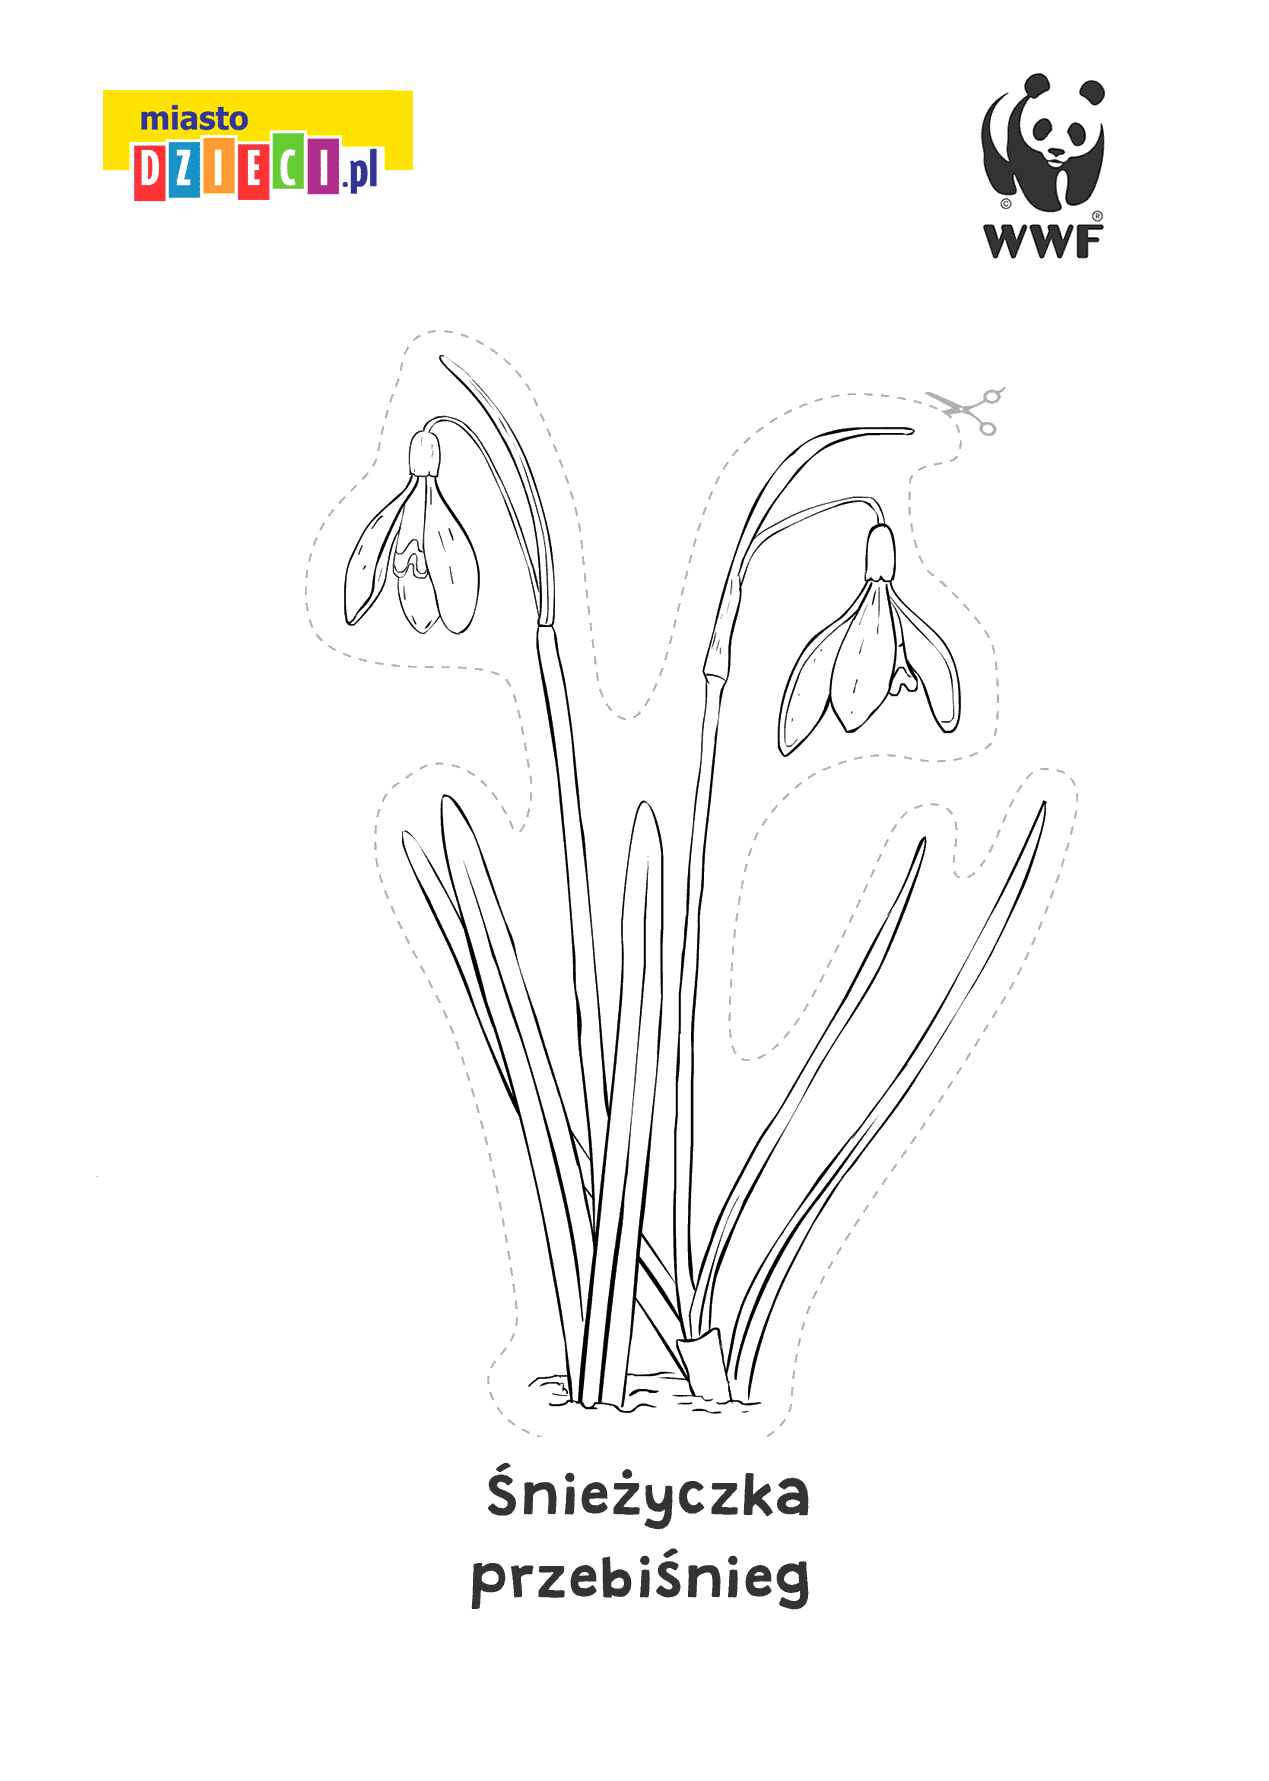 miasto
DZIECI.pl
©
®
WWF
Śnieżyczka
przebiśnieg